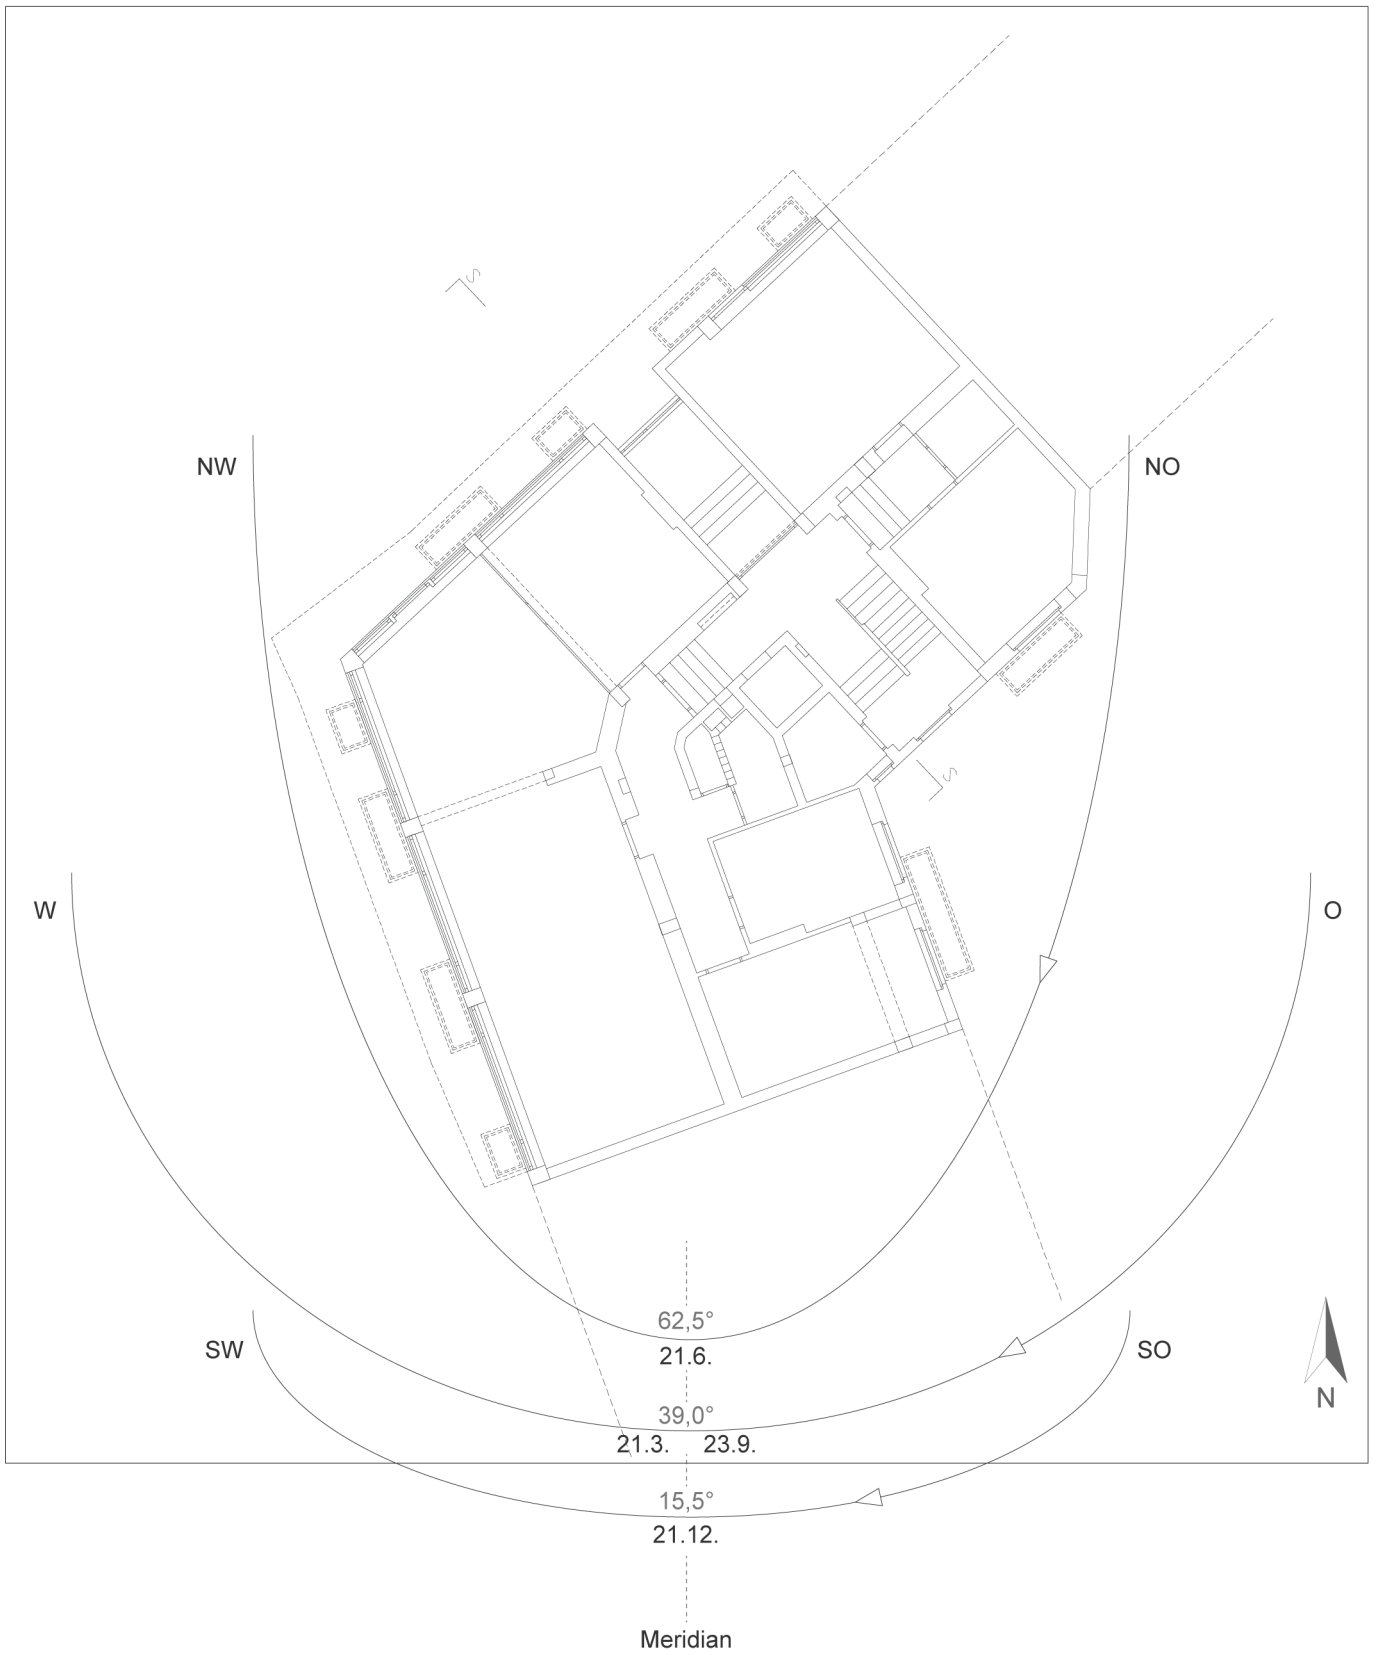 S
NW
NO
S
W
O
62,5°
21.6.
SW
SO
N
39,0°
21.3. 23.9.
15,5°
21.12.
Meridian